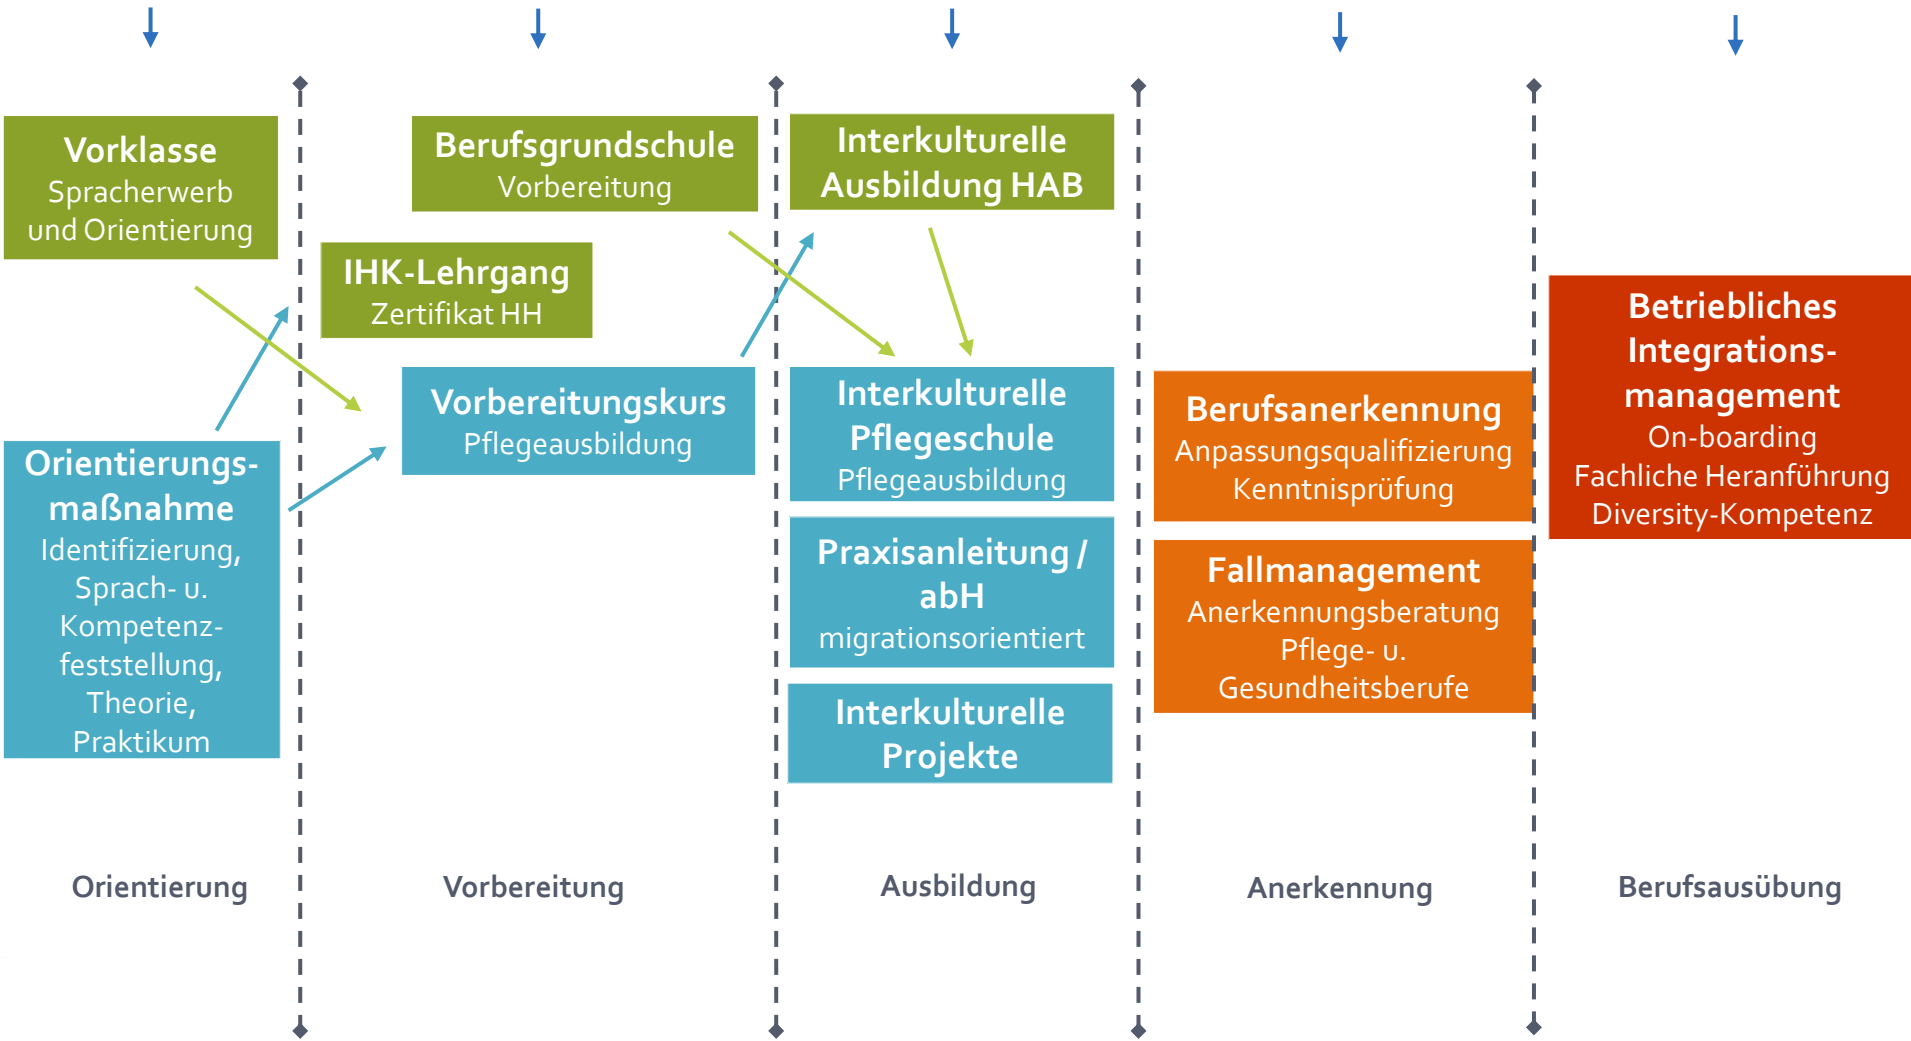 Vorklasse
Spracherwerb
und Orientierung
Orientierungs-
maßnahme
Identifizierung,
Sprach- u.
Kompetenz-
feststellung,
Theorie,
Praktikum
Orientierung
Berufsgrundschule
Vorbereitung
IHK-Lehrgang
Zertifikat HH
Vorbereitungskurs
Pflegeausbildung
Vorbereitung
Interkulturelle
Ausbildung HAB
Interkulturelle
Pflegeschule
Pflegeausbildung
Praxisanleitung /
abH
migrationsorientiert
Interkulturelle
Projekte
Ausbildung
Berufsanerkennung
Anpassungsqualifizierung
Kenntnisprüfung
Fallmanagement
Anerkennungsberatung
Pflege- u.
Gesundheitsberufe
Anerkennung
Betriebliches
Integrations-
management
On-boarding
Fachliche Heranführung
Diversity-Kompetenz
Berufsausübung